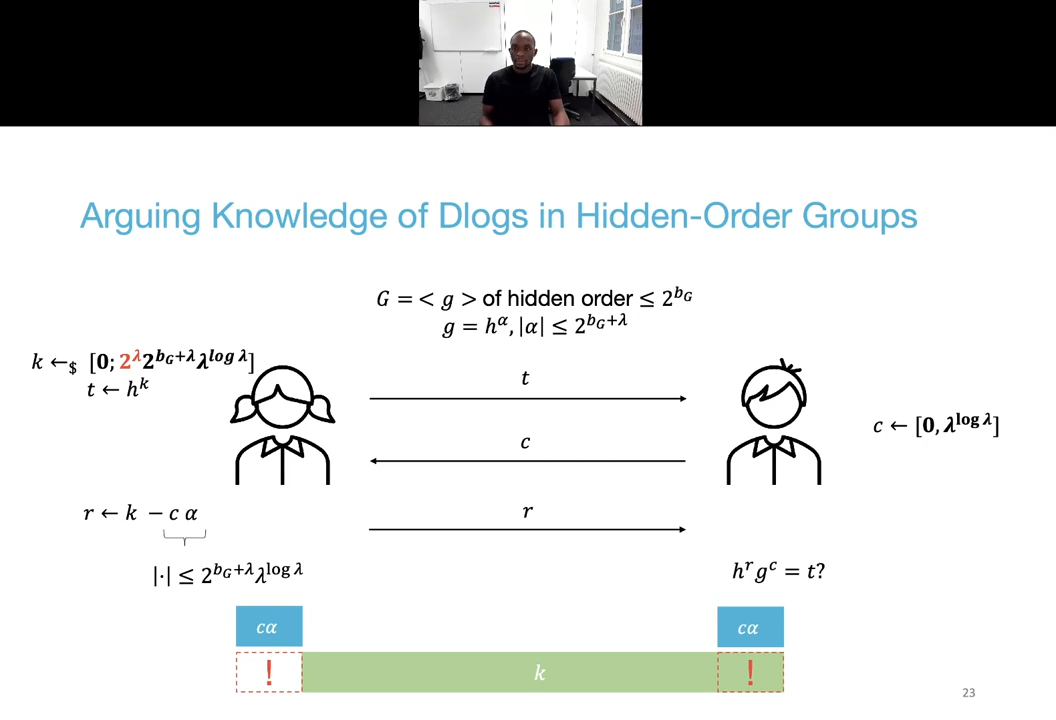 Arguing Knowledge of Dlogs in Hidden-Order Groups
G = < g > of hidden order ≤ 2^{b_G}
g = h^α, |α| ≤ 2^{b_G+λ}
k ←_$ [0; 2^λ 2^{b_G+λ} λ^{log λ}]
t ← h^k
t
c
c ← [0, λ^{log λ}]
r ← k − c α
r
|·| ≤ 2^{b_G+λ} λ^{log λ}
h^r g^c = t?
cα
cα
!
k
!
23